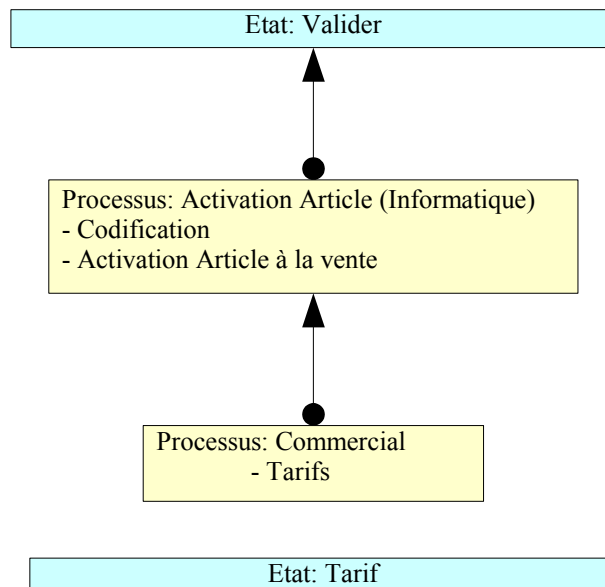 Etat: Valider
Processus: Activation Article (Informatique)
- Codification
- Activation Article à la vente
Processus: Commercial
- Tarifs
Etat: Tarif